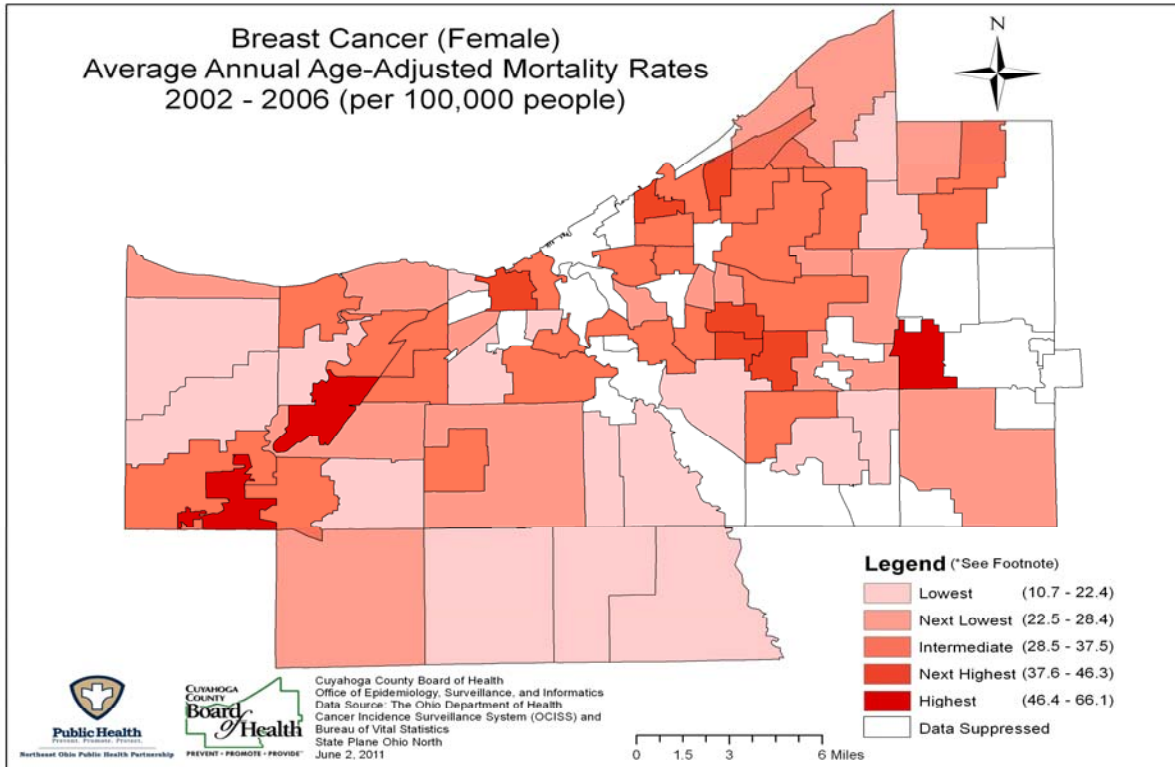 Breast Cancer (Female)
Average Annual Age-Adjusted Mortality Rates
2002 - 2006 (per 100,000 people)
N
Legend (*See Footnote)
Lowest (10.7 - 22.4)
Next Lowest (22.5 - 28.4)
Intermediate (28.5 - 37.5)
Next Highest (37.6 - 46.3)
Highest (46.4 - 66.1)
Data Suppressed
Public Health
Prevent. Promote. Protect.
Northeast Ohio Public Health Partnership
CUYAHOGA
COUNTY
Board
of Health
PREVENT • PROMOTE • PROVIDE℠
Cuyahoga County Board of Health
Office of Epidemiology, Surveillance, and Informatics
Data Source: The Ohio Department of Health
Cancer Incidence Surveillance System (OCISS) and
Bureau of Vital Statistics
State Plane Ohio North
June 2, 2011
0 1.5 3 6 Miles